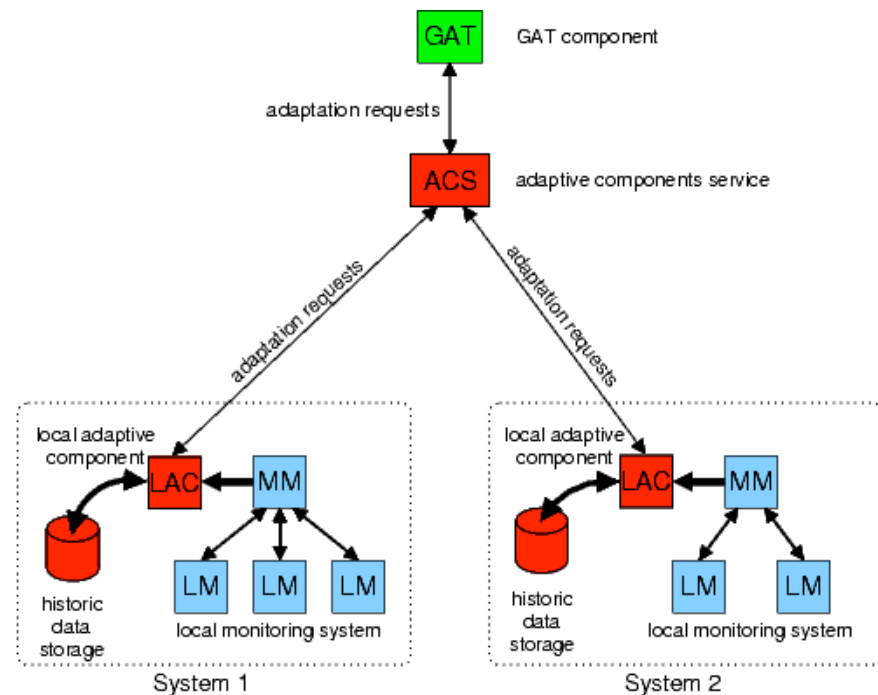 GAT
GAT component
adaptation requests
ACS
adaptive components service
adaptation requests
adaptation requests
local adaptive
component
LAC
MM
historic
data
storage
LM
LM
LM
local monitoring system
System 1
local adaptive
component
LAC
MM
historic
data
storage
LM
LM
local monitoring system
System 2